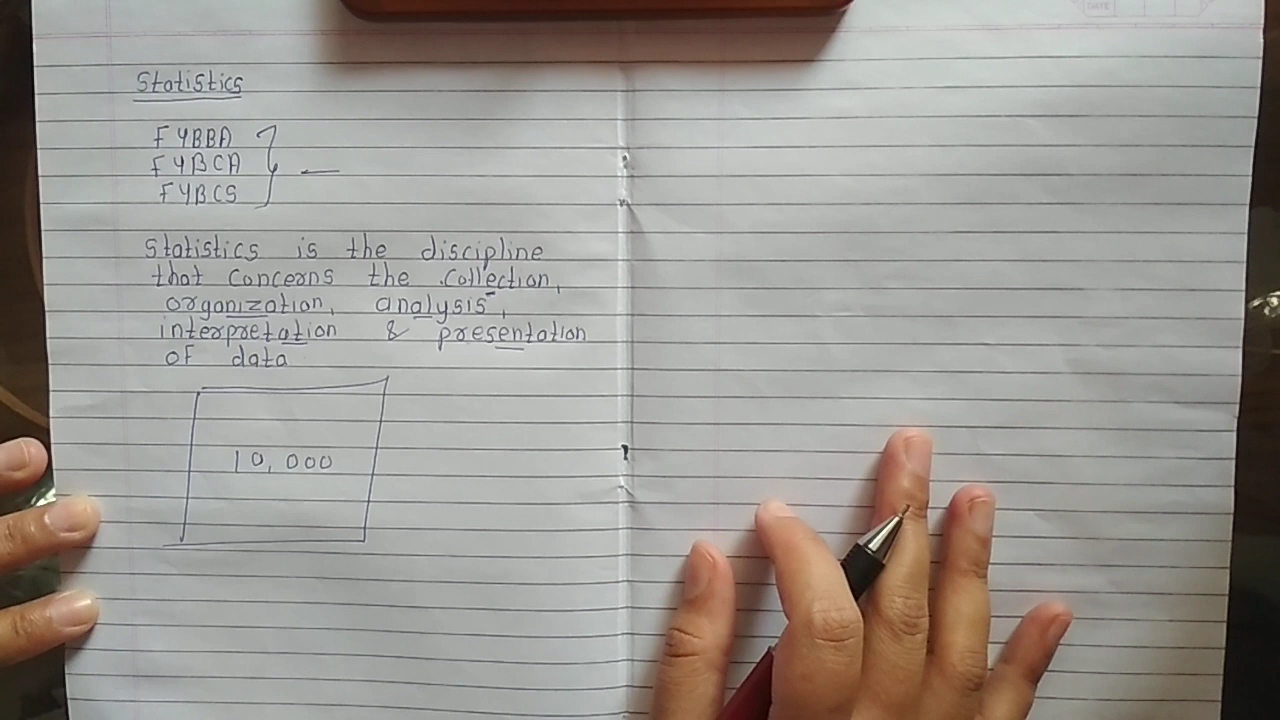 DATE
Statistics
FYBBA
FYBCA
FYBCS
Statistics is the discipline
that concerns the collection,
organization, analysis,
interpretation & presentation
of data
10,000